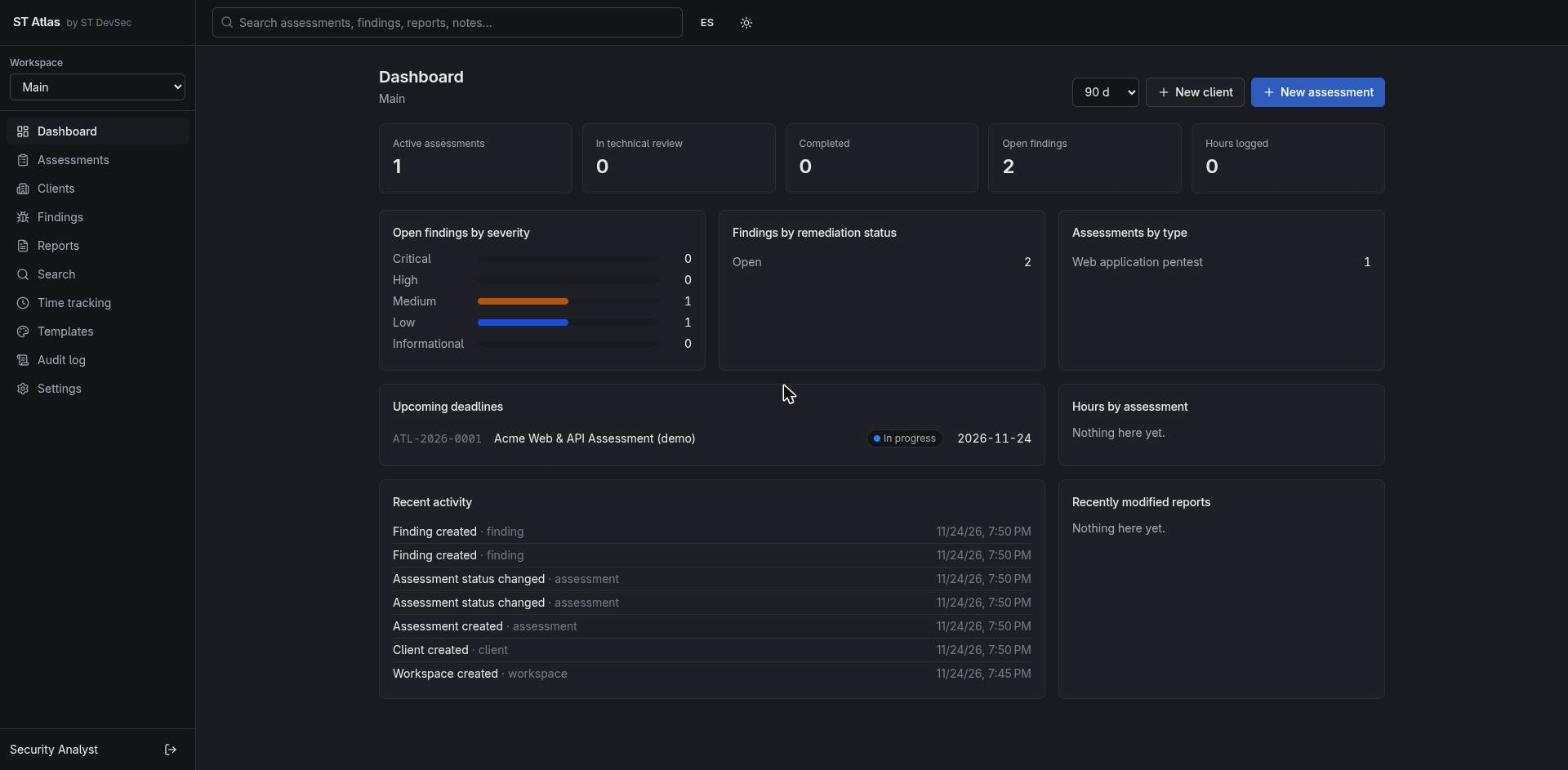 ST Atlas by ST DevSec
Search assessments, findings, reports, notes...
ES
Workspace
Main
Dashboard
Assessments
Clients
Findings
Reports
Search
Time tracking
Templates
Audit log
Settings
Security Analyst
Dashboard
Main
90 d
New client
New assessment
Active assessments
1
In technical review
0
Completed
0
Open findings
2
Hours logged
0
Open findings by severity
Critical 0
High 0
Medium 1
Low 1
Informational 0
Findings by remediation status
Open 2
Assessments by type
Web application pentest 1
Upcoming deadlines
ATL-2026-0001 Acme Web & API Assessment (demo) In progress 2026-11-24
Hours by assessment
Nothing here yet.
Recent activity
Finding created · finding 11/24/26, 7:50 PM
Finding created · finding 11/24/26, 7:50 PM
Assessment status changed · assessment 11/24/26, 7:50 PM
Assessment status changed · assessment 11/24/26, 7:50 PM
Assessment created · assessment 11/24/26, 7:50 PM
Client created · client 11/24/26, 7:50 PM
Workspace created · workspace 11/24/26, 7:45 PM
Recently modified reports
Nothing here yet.